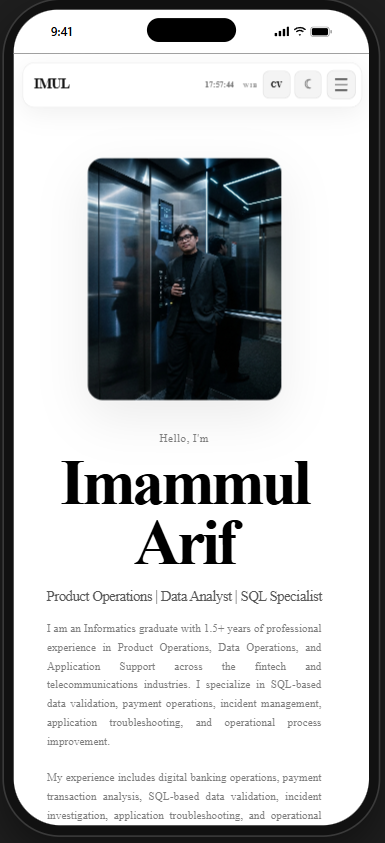 9:41
IMUL
17:57:44 WIB CV
Hello, I'm
Imammul
Arif
Product Operations | Data Analyst | SQL Specialist
I am an Informatics graduate with 1.5+ years of professional
experience in Product Operations, Data Operations, and
Application Support across the fintech and
telecommunications industries. I specialize in SQL-based
data validation, payment operations, incident management,
application troubleshooting, and operational process
improvement.
My experience includes digital banking operations, payment
transaction analysis, SQL-based data validation, incident
investigation, application troubleshooting, and operational